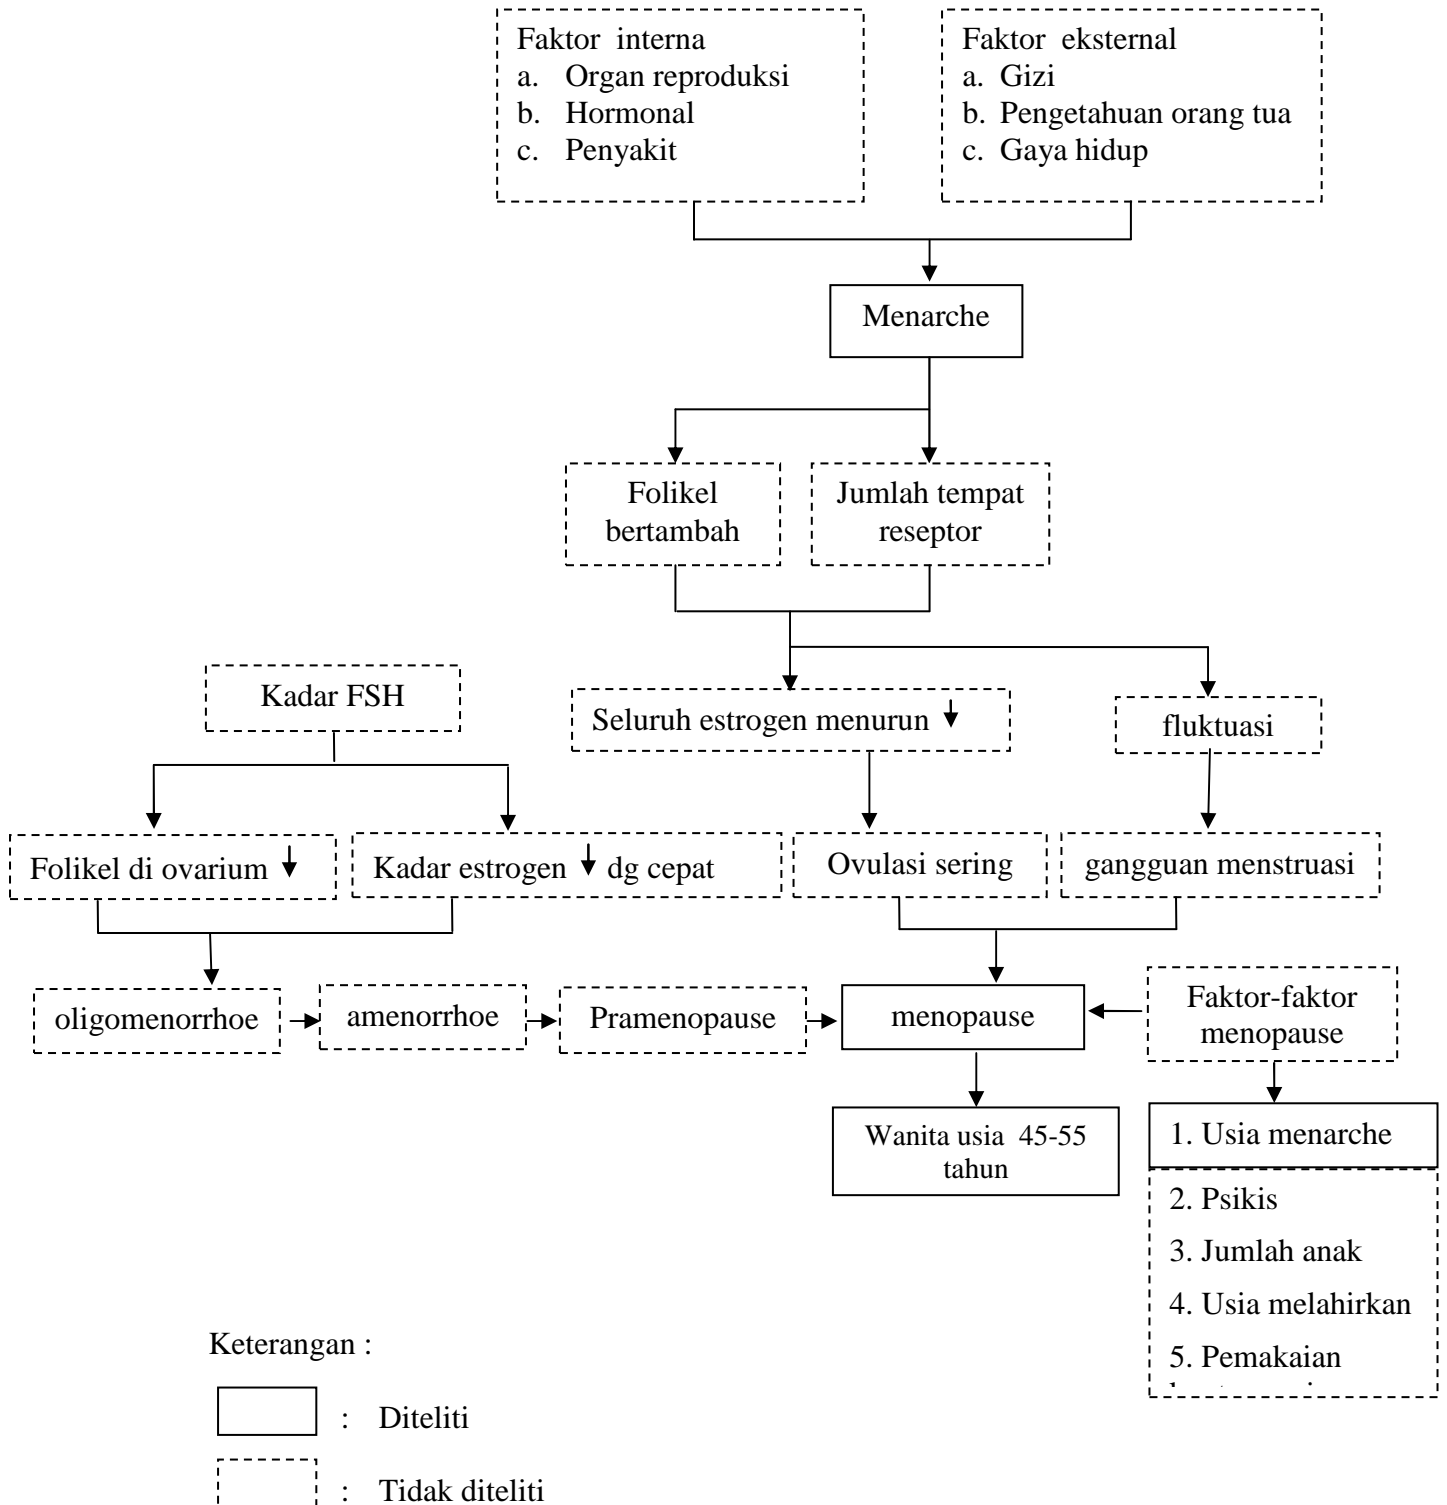 Faktor interna
a. Organ reproduksi
b. Hormonal
c. Penyakit
Faktor eksternal
a. Gizi
b. Pengetahuan orang tua
c. Gaya hidup
Menarche
Folikel
bertambah
Jumlah tempat
reseptor
Kadar FSH
Seluruh estrogen menurun ↓
fluktuasi
Folikel di ovarium ↓
Kadar estrogen ↓ dg cepat
Ovulasi sering
gangguan menstruasi
oligomenorrhoe
amenorrhoe
Pramenopause
menopause
Faktor-faktor
menopause
Wanita usia 45-55
tahun
1. Usia menarche
2. Psikis
3. Jumlah anak
4. Usia melahirkan
5. Pemakaian
Keterangan :
: Diteliti
: Tidak diteliti